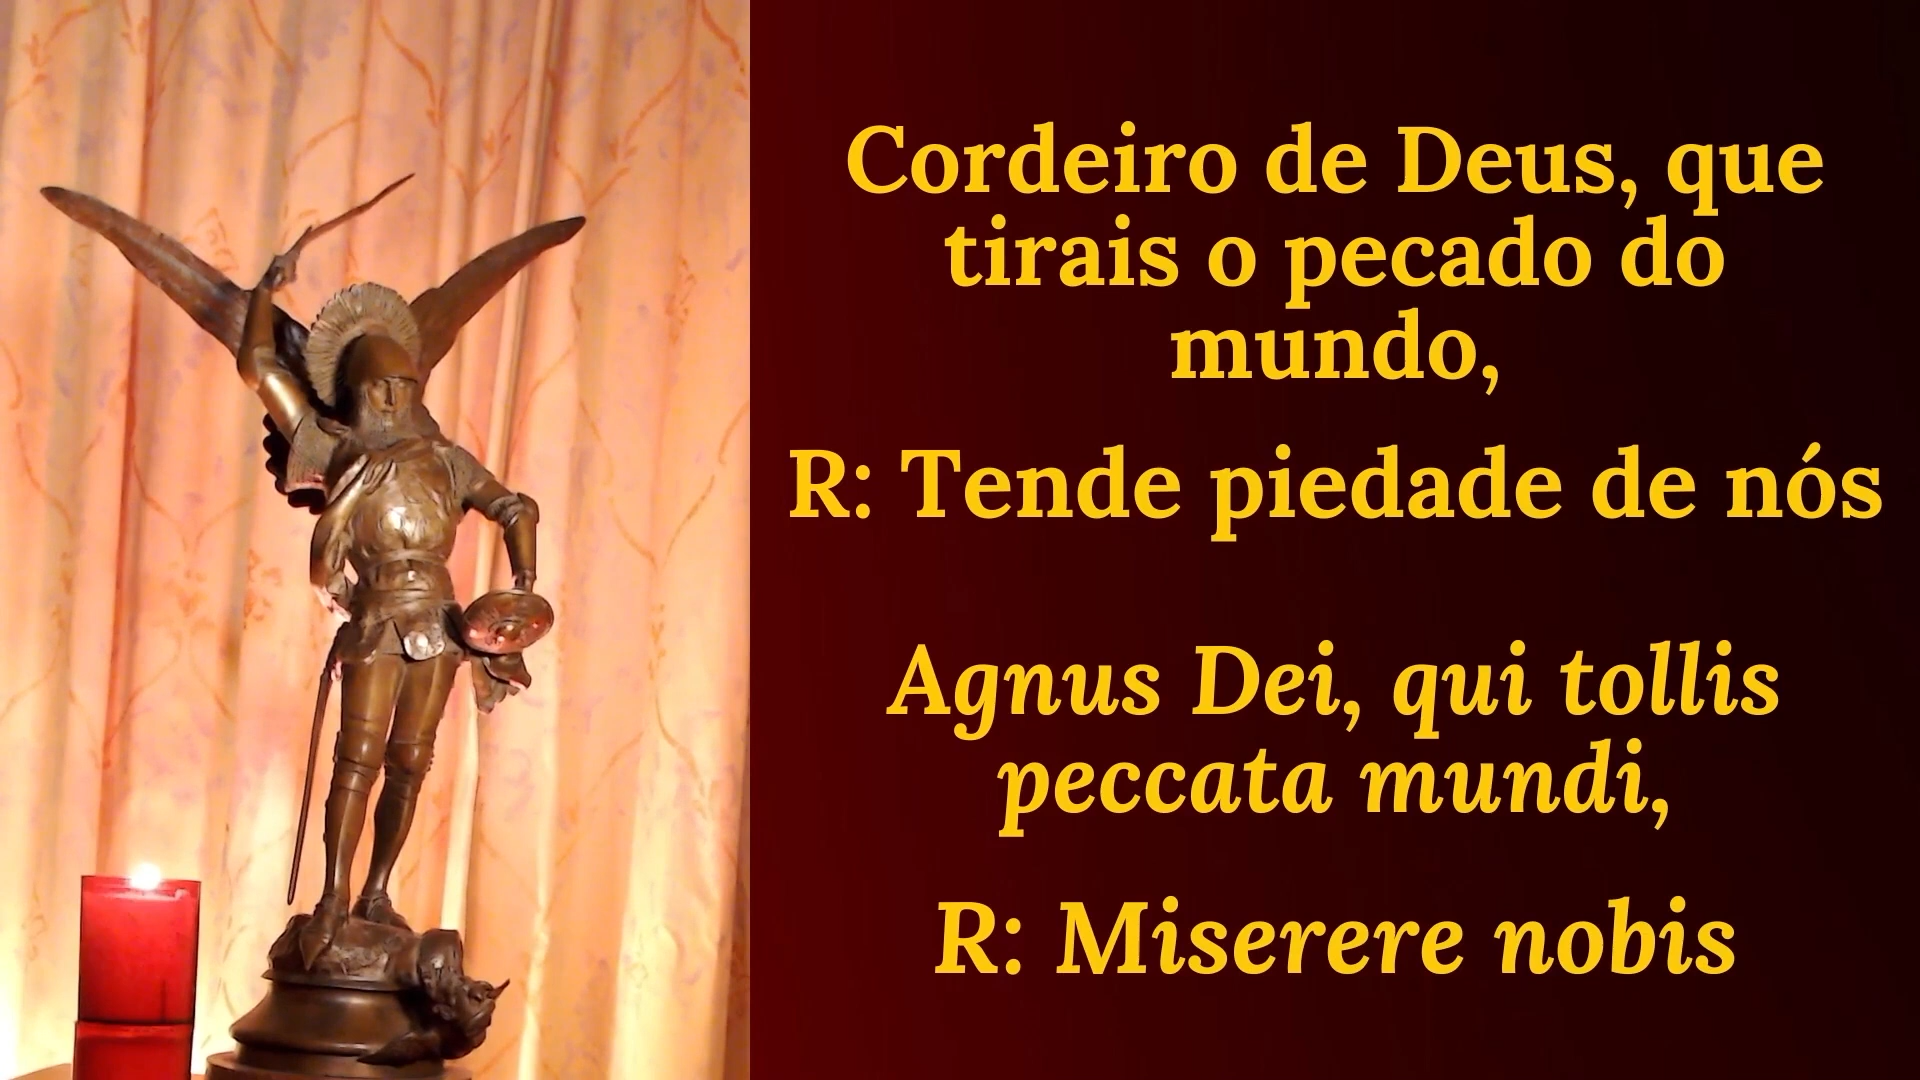 Cordeiro de Deus, que
tirais o pecado do
mundo,
R: Tende piedade de nós
Agnus Dei, qui tollis
peccata mundi,
R: Miserere nobis